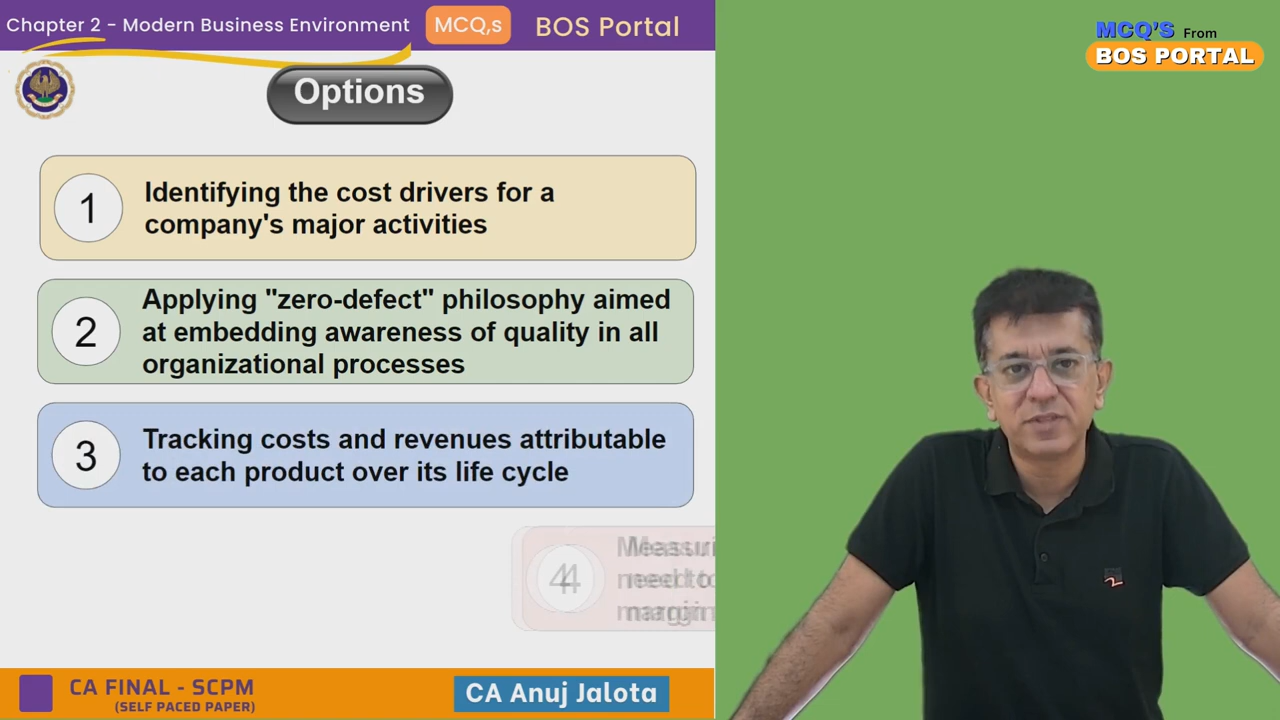 Chapter 2 - Modern Business Environment
MCQ,s
BOS Portal
MCQ'S From
BOS PORTAL
Options
1
Identifying the cost drivers for a
company's major activities
2
Applying "zero-defect" philosophy aimed
at embedding awareness of quality in all
organizational processes
3
Tracking costs and revenues attributable
to each product over its life cycle
4
need to
CA FINAL - SCPM
(SELF PACED PAPER)
CA Anuj Jalota